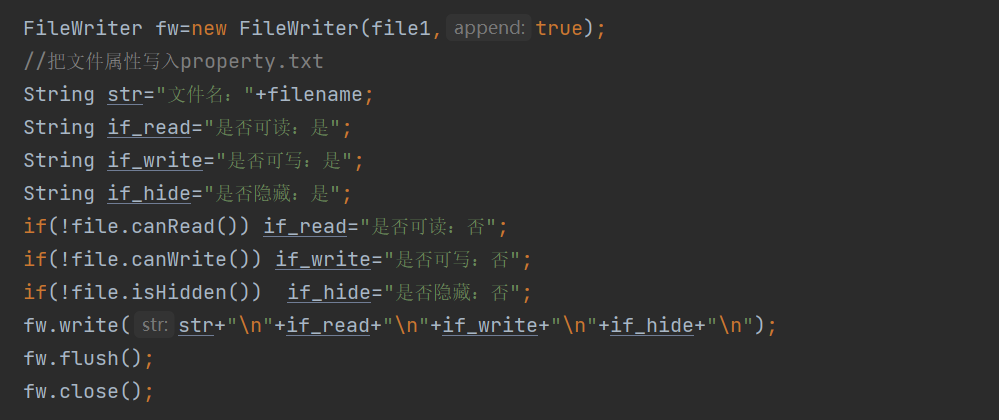 FileWriter fw=new FileWriter(file1, append: true);
//把文件属性写入property.txt
String str="文件名："+filename;
String if_read="是否可读：是";
String if_write="是否可写：是";
String if_hide="是否隐藏：是";
if(!file.canRead()) if_read="是否可读：否";
if(!file.canWrite()) if_write="是否可写：否";
if(!file.isHidden())  if_hide="是否隐藏：否";
fw.write( str: str+"\n"+if_read+"\n"+if_write+"\n"+if_hide+"\n");
fw.flush();
fw.close();